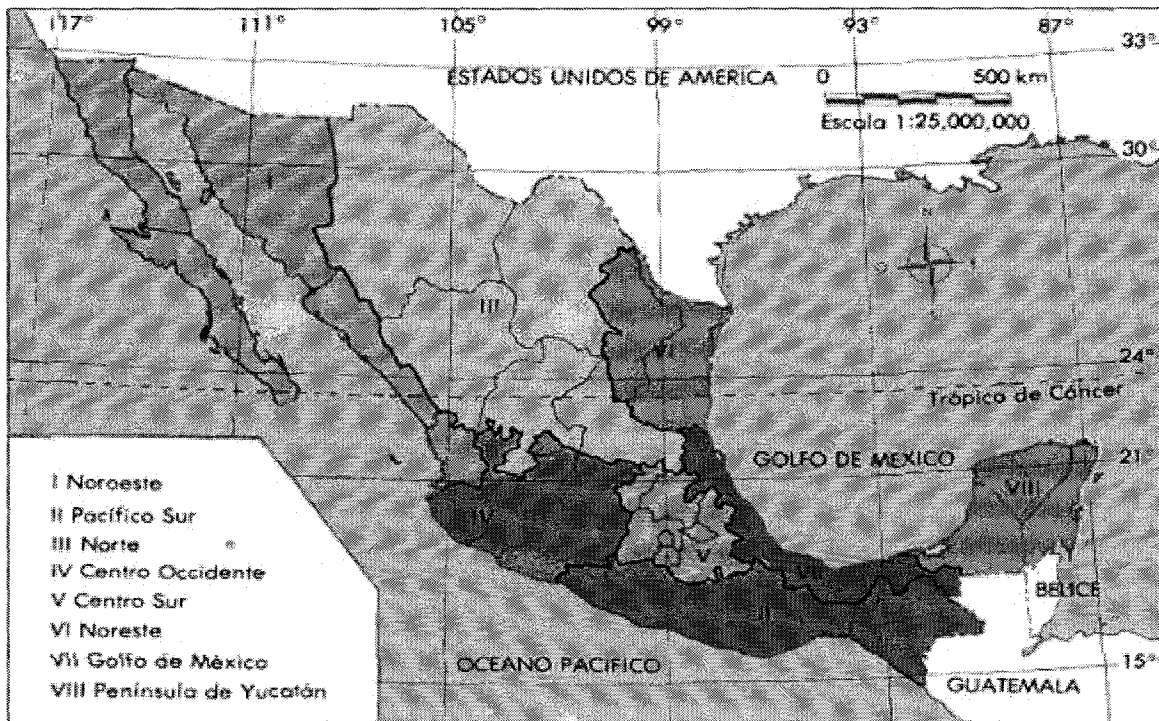 117° 111° 105° 99° 93° 87°
33°
ESTADOS UNIDOS DE AMERICA
0 500 km
Escala 1:25,000,000
30°
N
I
III
VI
24°
Trópico de Cáncer
GOLFO DE MEXICO
21°
VIII
IV
V
VII
II
BELICE
OCEANO PACIFICO
GUATEMALA
15°
I Noroeste
II Pacífico Sur
III Norte
IV Centro Occidente
V Centro Sur
VI Noreste
VII Golfo de México
VIII Península de Yucatán